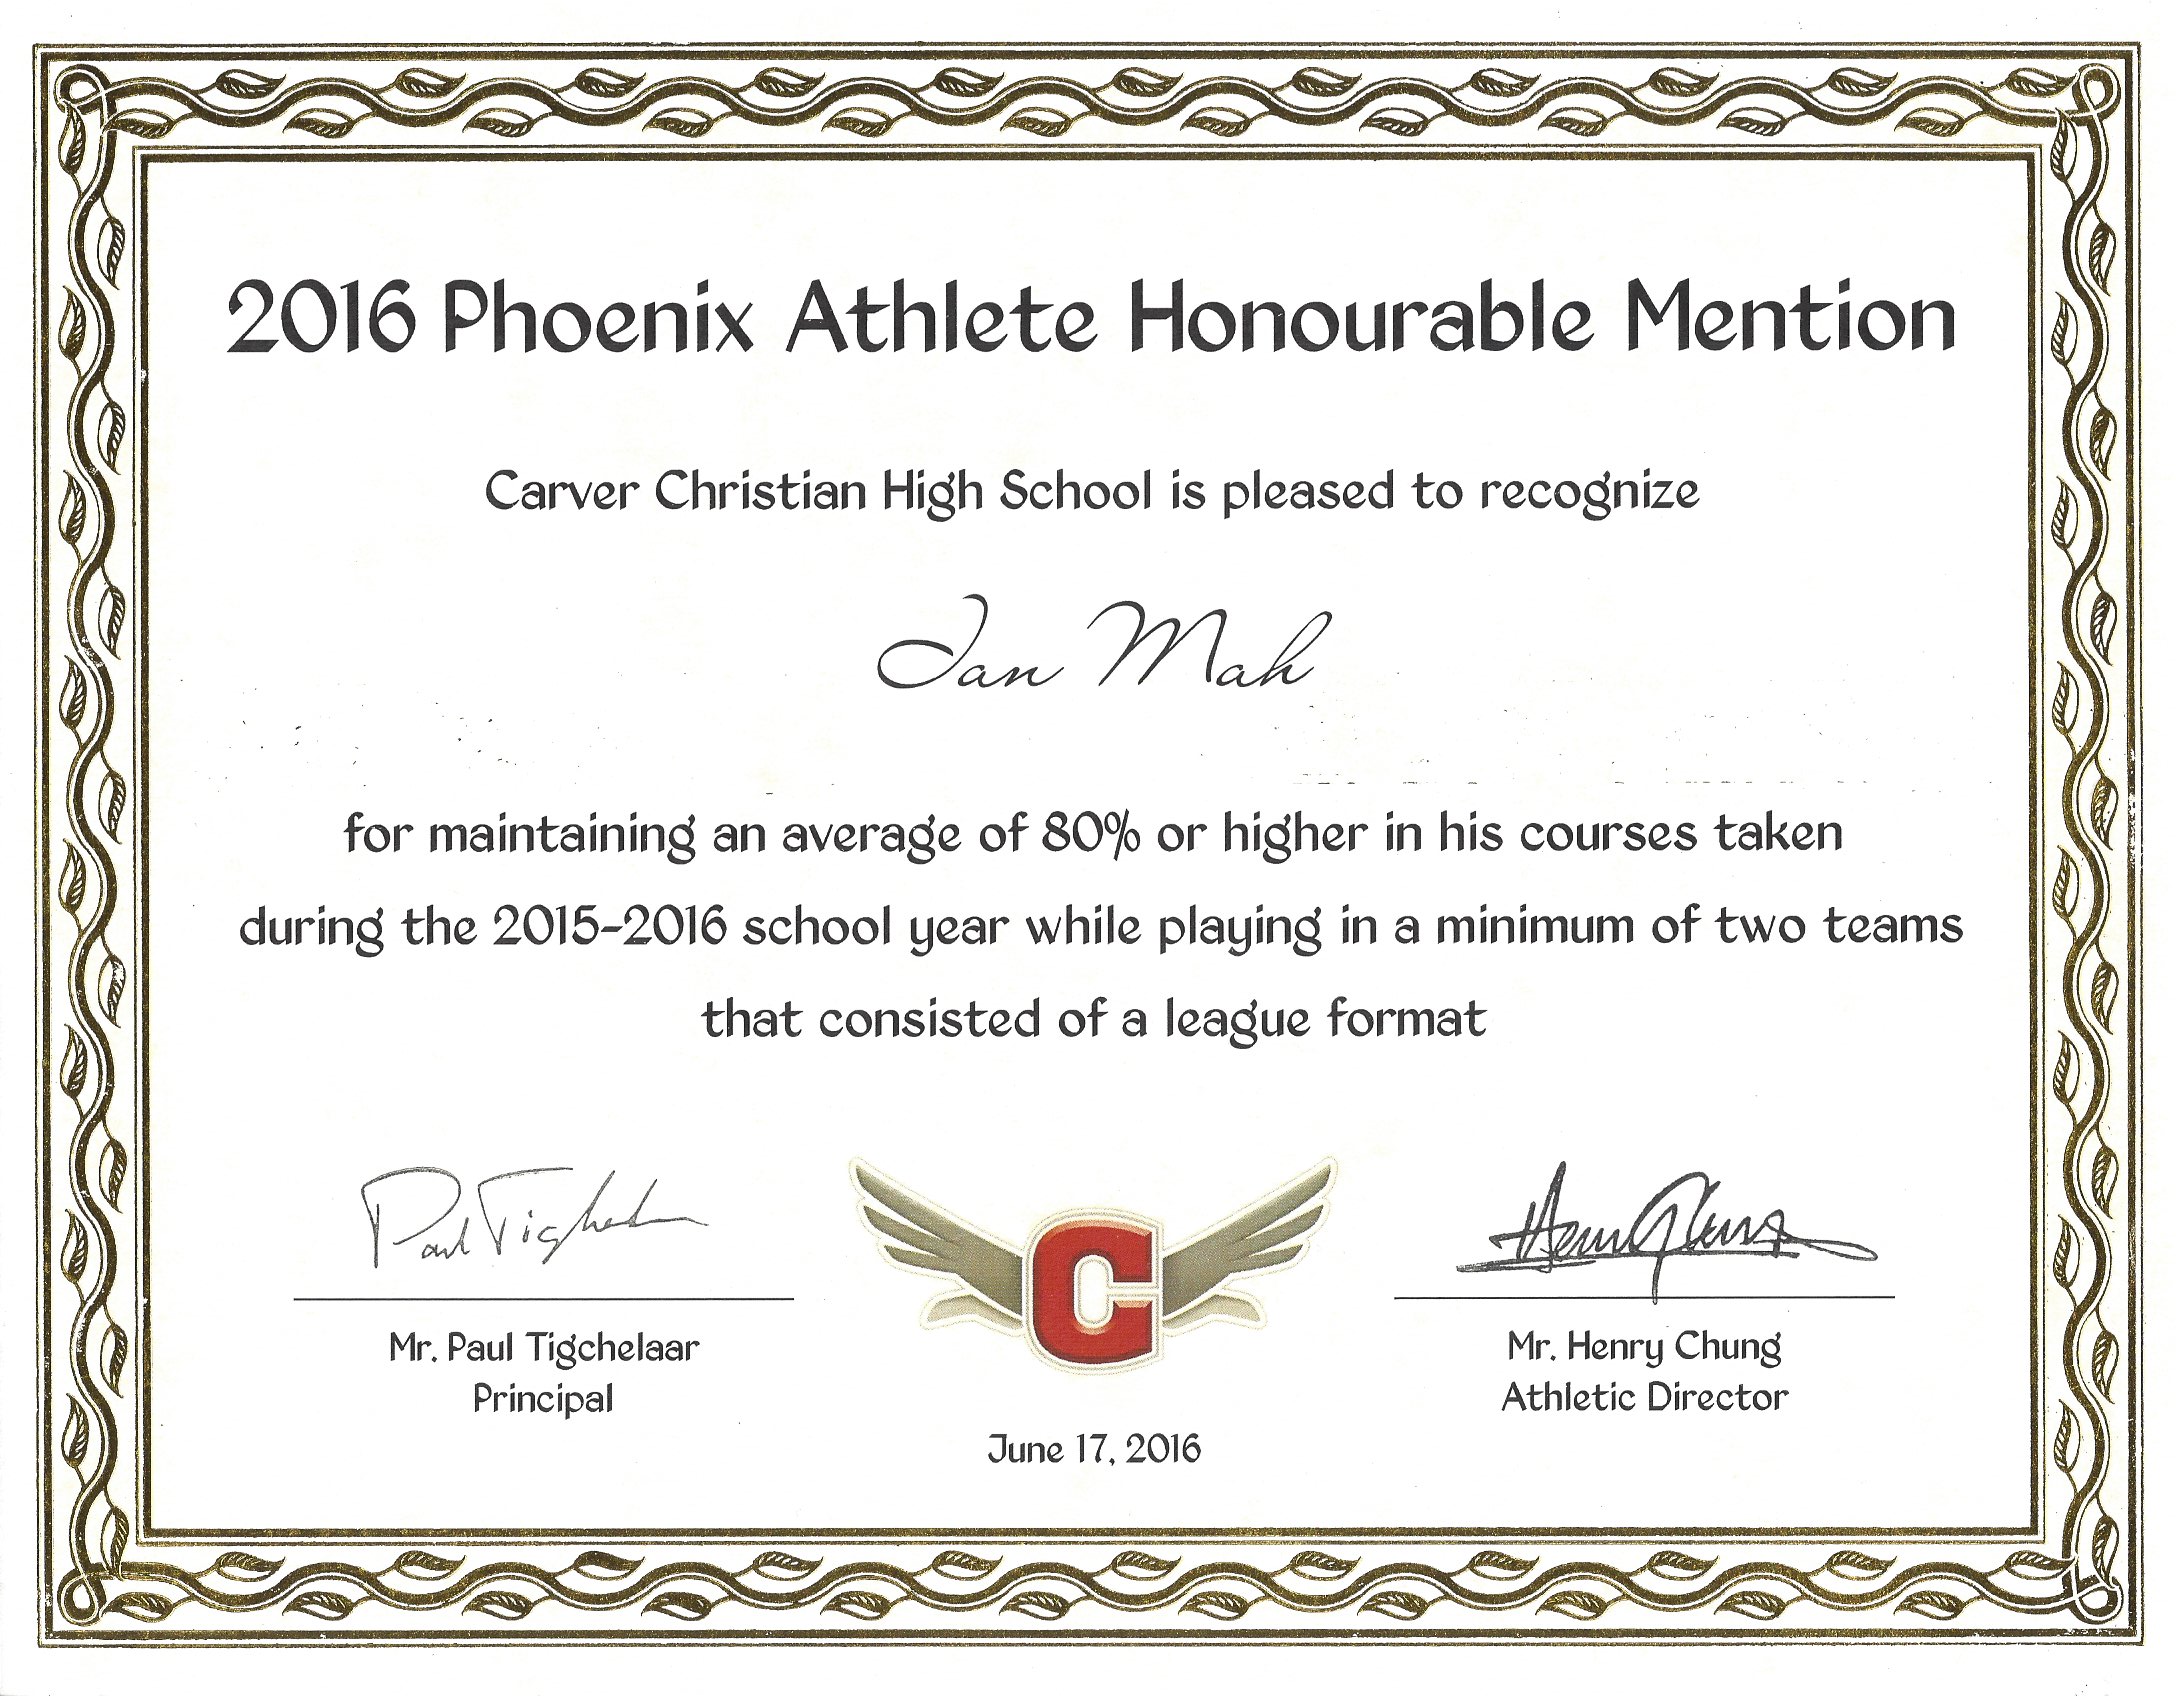 2016 Phoenix Athlete Honourable Mention
Carver Christian High School is pleased to recognize
Ian Mah
for maintaining an average of 80% or higher in his courses taken
during the 2015-2016 school year while playing in a minimum of two teams
that consisted of a league format
Paul Tigchelaar
Henry Chung
C
Mr. Paul Tigchelaar
Principal
Mr. Henry Chung
Athletic Director
June 17, 2016